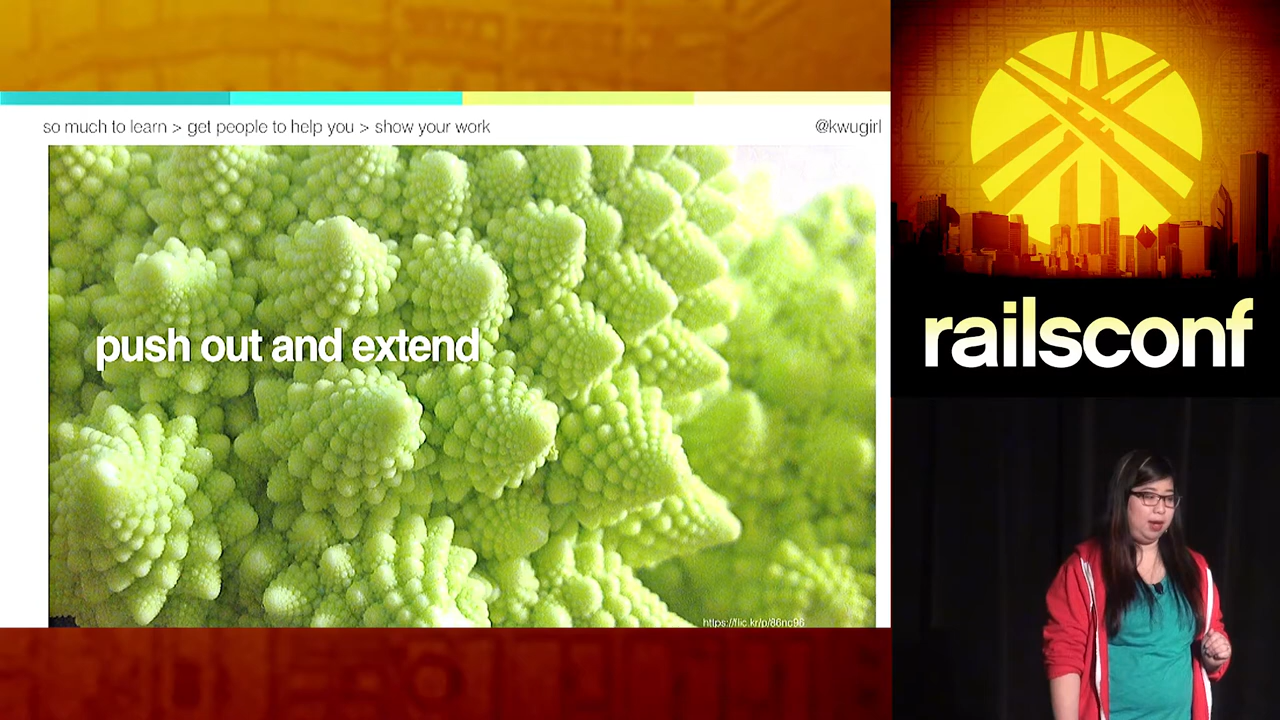 so much to learn > get people to help you > show your work
@kwugirl
push out and extend
https://flic.kr/p/86nc96
railsconf